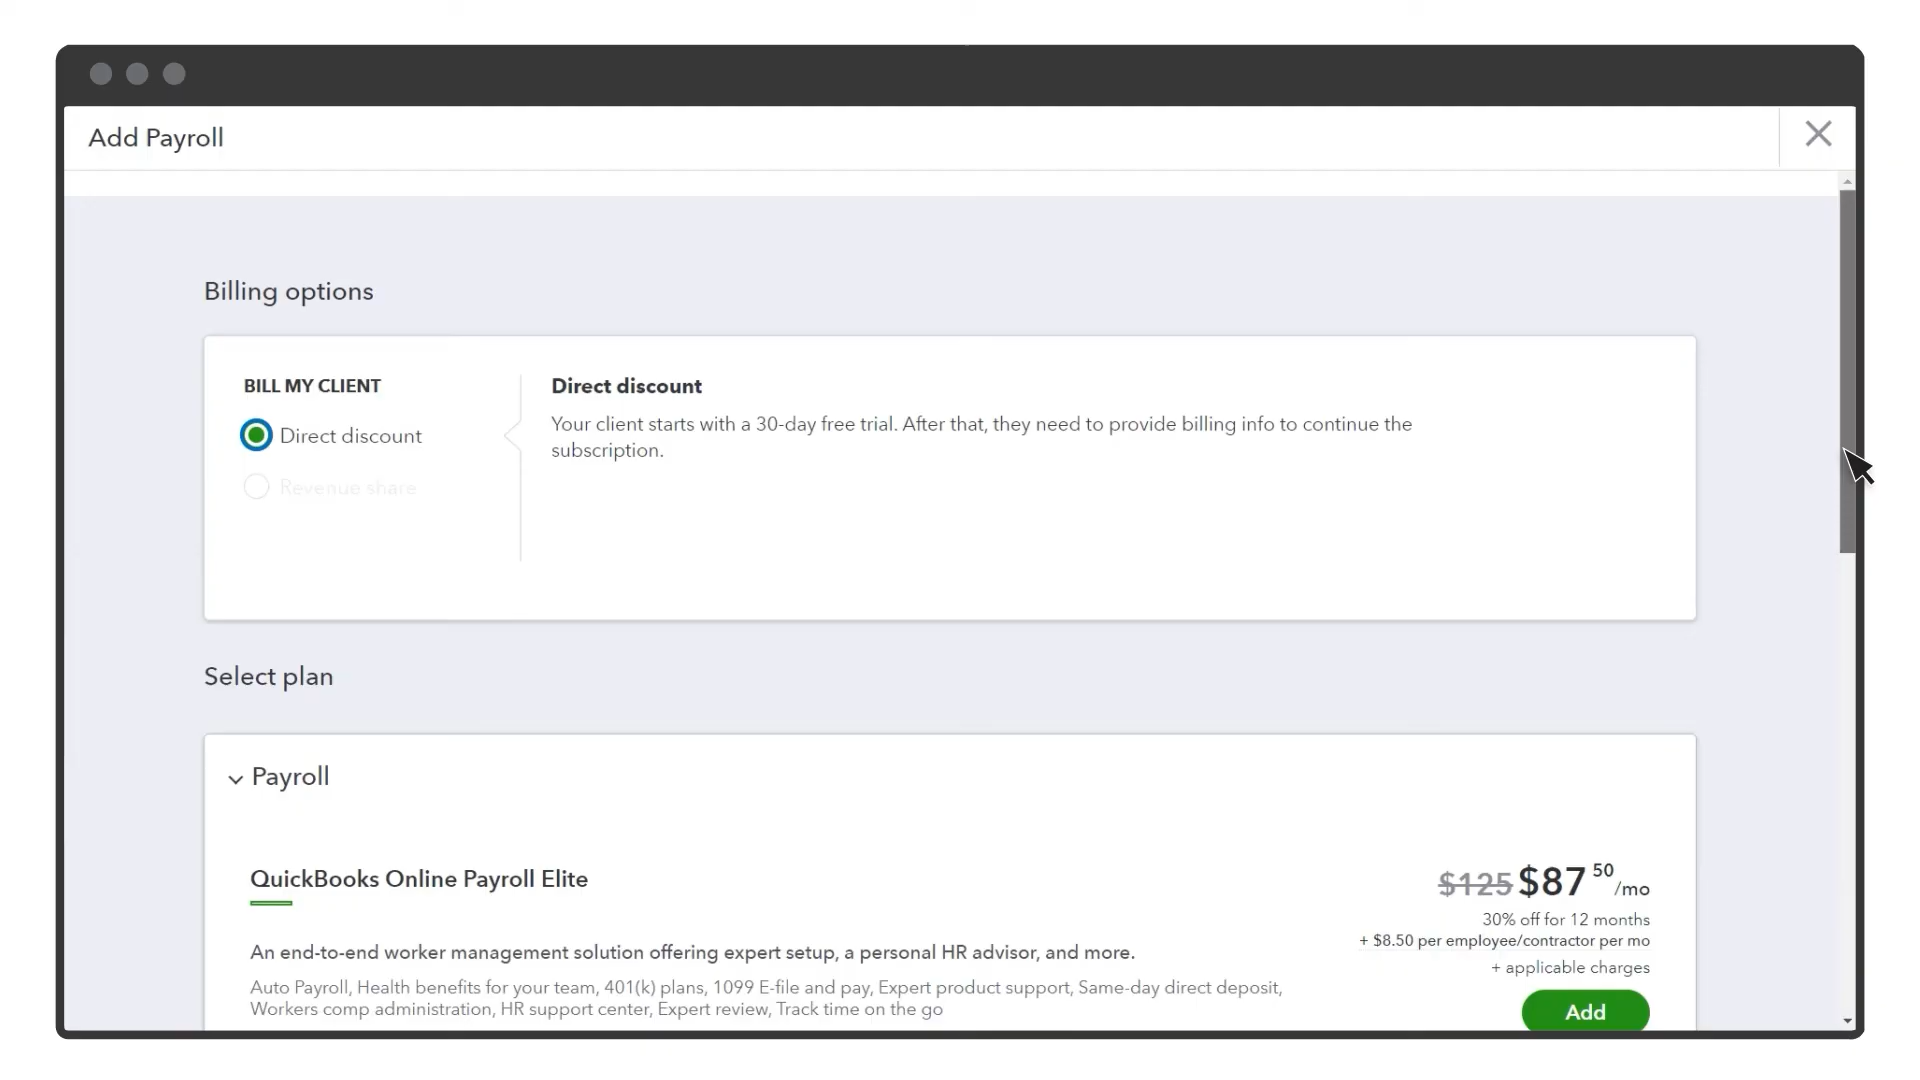 Add Payroll
Billing options
BILL MY CLIENT
Direct discount
Revenue share
Direct discount
Your client starts with a 30-day free trial. After that, they need to provide billing info to continue the
subscription.
Select plan
Payroll
QuickBooks Online Payroll Elite
$125 $87 50 /mo
30% off for 12 months
+ $8.50 per employee/contractor per mo
+ applicable charges
An end-to-end worker management solution offering expert setup, a personal HR advisor, and more.
Auto Payroll, Health benefits for your team, 401(k) plans, 1099 E-file and pay, Expert product support, Same-day direct deposit,
Workers comp administration, HR support center, Expert review, Track time on the go
Add